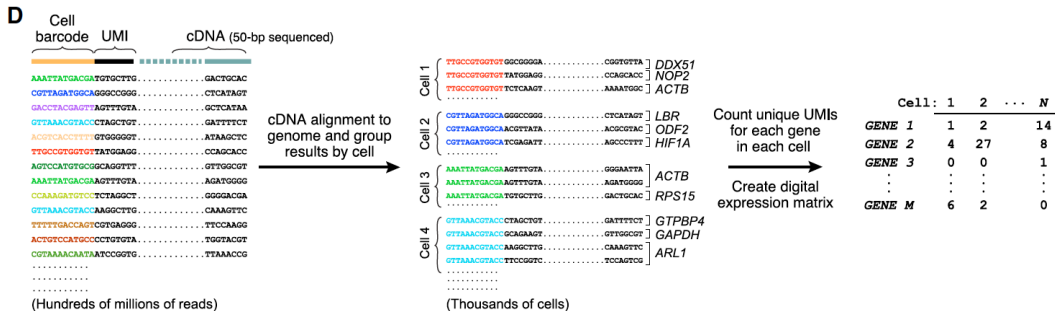 D
Cell barcode UMI cDNA (50-bp sequenced)
AAATTATGACGATGTGCTTG..............GACTGCAC
CGTTAGATGGCAGGGCCGGG..............CTCATAGT
GACCTACGAGTTAGTTTGTA..............GCTCATAA
GTTAAACGTACCCTAGCTGT..............GATTTTCT
ACGTCACCTTTTGTGGGGGT..............ATAAGCTC
TTGCCGTGGTGTTATGGAGG..............CCAGCACC
AGTCCATGTGCGGCAGGTTT..............GTTGGCGT
AAATTATGACGAAGTTTGTA..............AGATGGGG
CCAAAGATGTCCTCTAGGCT..............GGGGACGA
GTTAAACGTACCAAGGCTTG..............CAAAGTTC
TTTTTGACCAGTCGTGAGGG..............TTCCAAGG
ACTGTCCATGCCCCTGTGTA..............TGGTACGT
CGTAAAACAATAATCCGGTG..............TTAAACCG
(Hundreds of millions of reads)
cDNA alignment to
genome and group
results by cell
Cell 1
TTGCCGTGGTGTGGCGGGGA..............CGGTGTTA DDX51
TTGCCGTGGTGTTATGGAGG..............CCAGCACC NOP2
TTGCCGTGGTGTTCTCAAGT..............AAAATGGC ACTB
Cell 2
CGTTAGATGGCAGGGCCGGG..............CTCATAGT LBR
CGTTAGATGGCAACGTTATA..............ACGCGTAC ODF2
CGTTAGATGGCATCGAGATT..............AGCCCTTT HIF1A
Cell 3
AAATTATGACGAAGTTTGTA..............GGGAATTA
AAATTATGACGAAGTTTGTA..............AGATGGGG ACTB
AAATTATGACGATGTGCTTG..............GACTGCAC RPS15
Cell 4
GTTAAACGTACCCTAGCTGT..............GATTTTCT GTPBP4
GTTAAACGTACCGCAGAAGT..............GTTGGCGT GAPDH
GTTAAACGTACCAAGGCTTG..............CAAAGTTC
GTTAAACGTACCTTCCGGTC..............TCCAGTCG ARL1
(Thousands of cells)
Count unique UMIs
for each gene
in each cell
Create digital
expression matrix
Cell: 1 2 ... N
GENE 1 1 2 14
GENE 2 4 27 8
GENE 3 0 0 1
GENE M 6 2 0